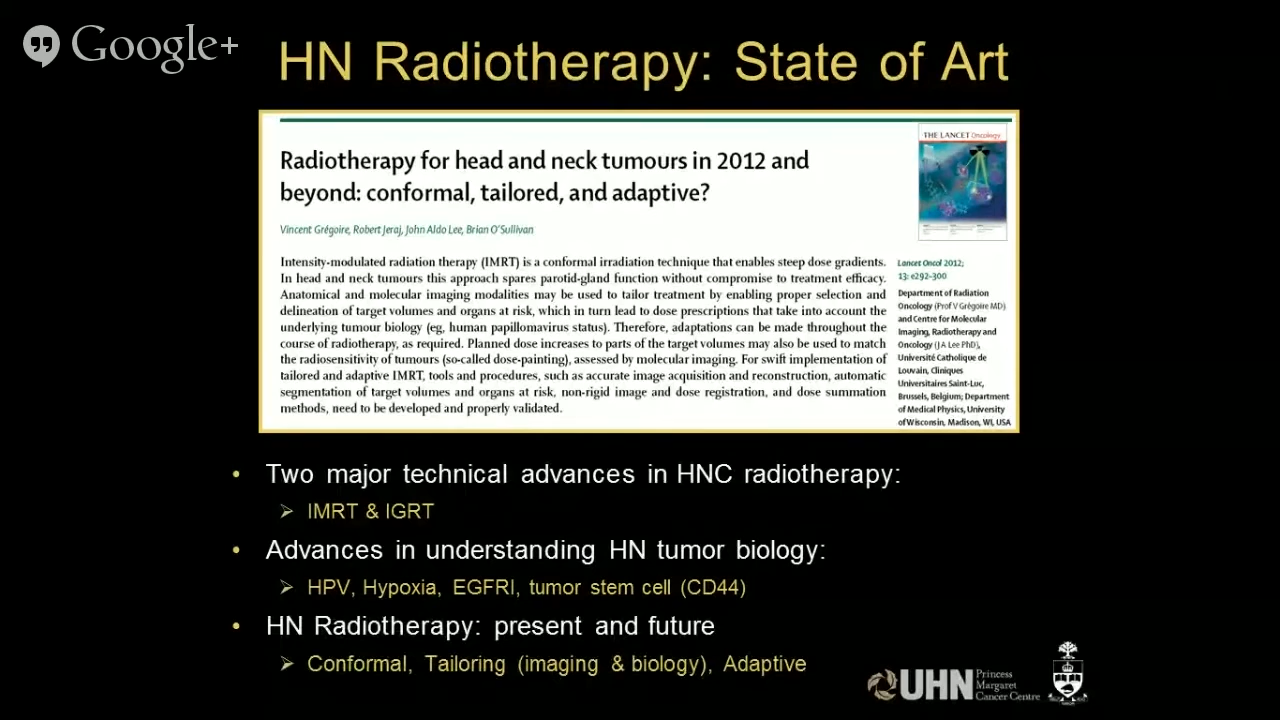 Google+
HN Radiotherapy: State of Art
Radiotherapy for head and neck tumours in 2012 and
beyond: conformal, tailored, and adaptive?
Vincent Grégoire, Robert Jeraj, John Aldo Lee, Brian O'Sullivan
Intensity-modulated radiation therapy (IMRT) is a conformal irradiation technique that enables steep dose gradients.
In head and neck tumours this approach spares parotid-gland function without compromise to treatment efficacy.
Anatomical and molecular imaging modalities may be used to tailor treatment by enabling proper selection and
delineation of target volumes and organs at risk, which in turn lead to dose prescriptions that take into account the
underlying tumour biology (eg, human papillomavirus status). Therefore, adaptations can be made throughout the
course of radiotherapy, as required. Planned dose increases to parts of the target volumes may also be used to match
the radiosensitivity of tumours (so-called dose-painting), assessed by molecular imaging. For swift implementation of
tailored and adaptive IMRT, tools and procedures, such as accurate image acquisition and reconstruction, automatic
segmentation of target volumes and organs at risk, non-rigid image and dose registration, and dose summation
methods, need to be developed and properly validated.
THE LANCET Oncology
Lancet Oncol 2012;
13: e292-300
Department of Radiation
Oncology (Prof V Grégoire MD)
and Centre for Molecular
Imaging, Radiotherapy and
Oncology (J A Lee PhD),
Université Catholique de
Louvain, Cliniques
Universitaires Saint-Luc,
Brussels, Belgium; Department
of Medical Physics, University
of Wisconsin, Madison, WI, USA
• Two major technical advances in HNC radiotherapy:
➢ IMRT & IGRT
• Advances in understanding HN tumor biology:
➢ HPV, Hypoxia, EGFRI, tumor stem cell (CD44)
• HN Radiotherapy: present and future
➢ Conformal, Tailoring (imaging & biology), Adaptive
UHN
Princess
Margaret
Cancer Centre